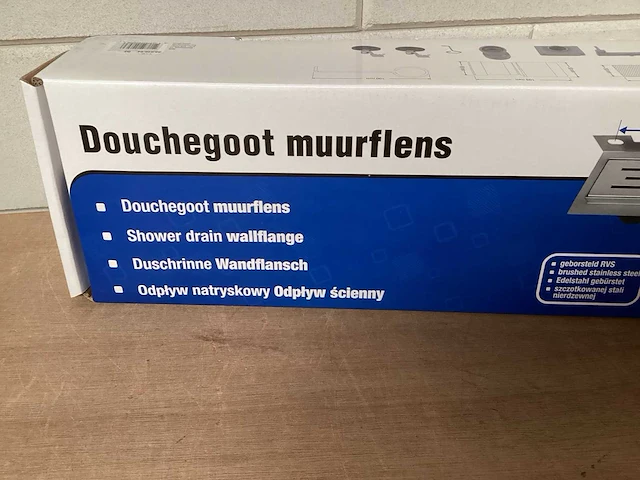 Douchegoot muurflens
Douchegoot muurflens
Shower drain wallflange
Duschrinne Wandflansch
Odpływ natryskowy Odpływ ścienny
geborsteld RVS
brushed stainless steel
Edelstahl gebürstet
szczotkowanej stali
nierdzewnej